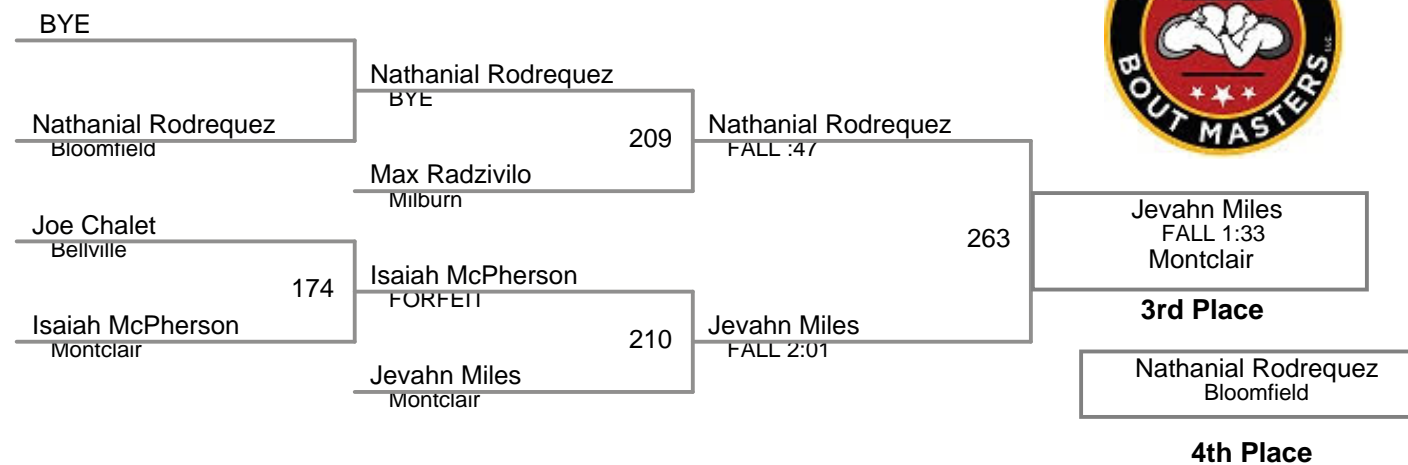 BYE
Nathanial Rodrequez
Bloomfield
Joe Chalet
Bellville
174
Isaiah McPherson
Montclair
Nathanial Rodrequez
BYE
209
Max Radzivilo
Milburn
Isaiah McPherson
FORFEIT
210
Jevahn Miles
Montclair
Nathanial Rodrequez
FALL :47
263
Jevahn Miles
FALL 2:01
BOUT MASTERS LLC.
Jevahn Miles
FALL 1:33
Montclair
3rd Place
Nathanial Rodrequez
Bloomfield
4th Place